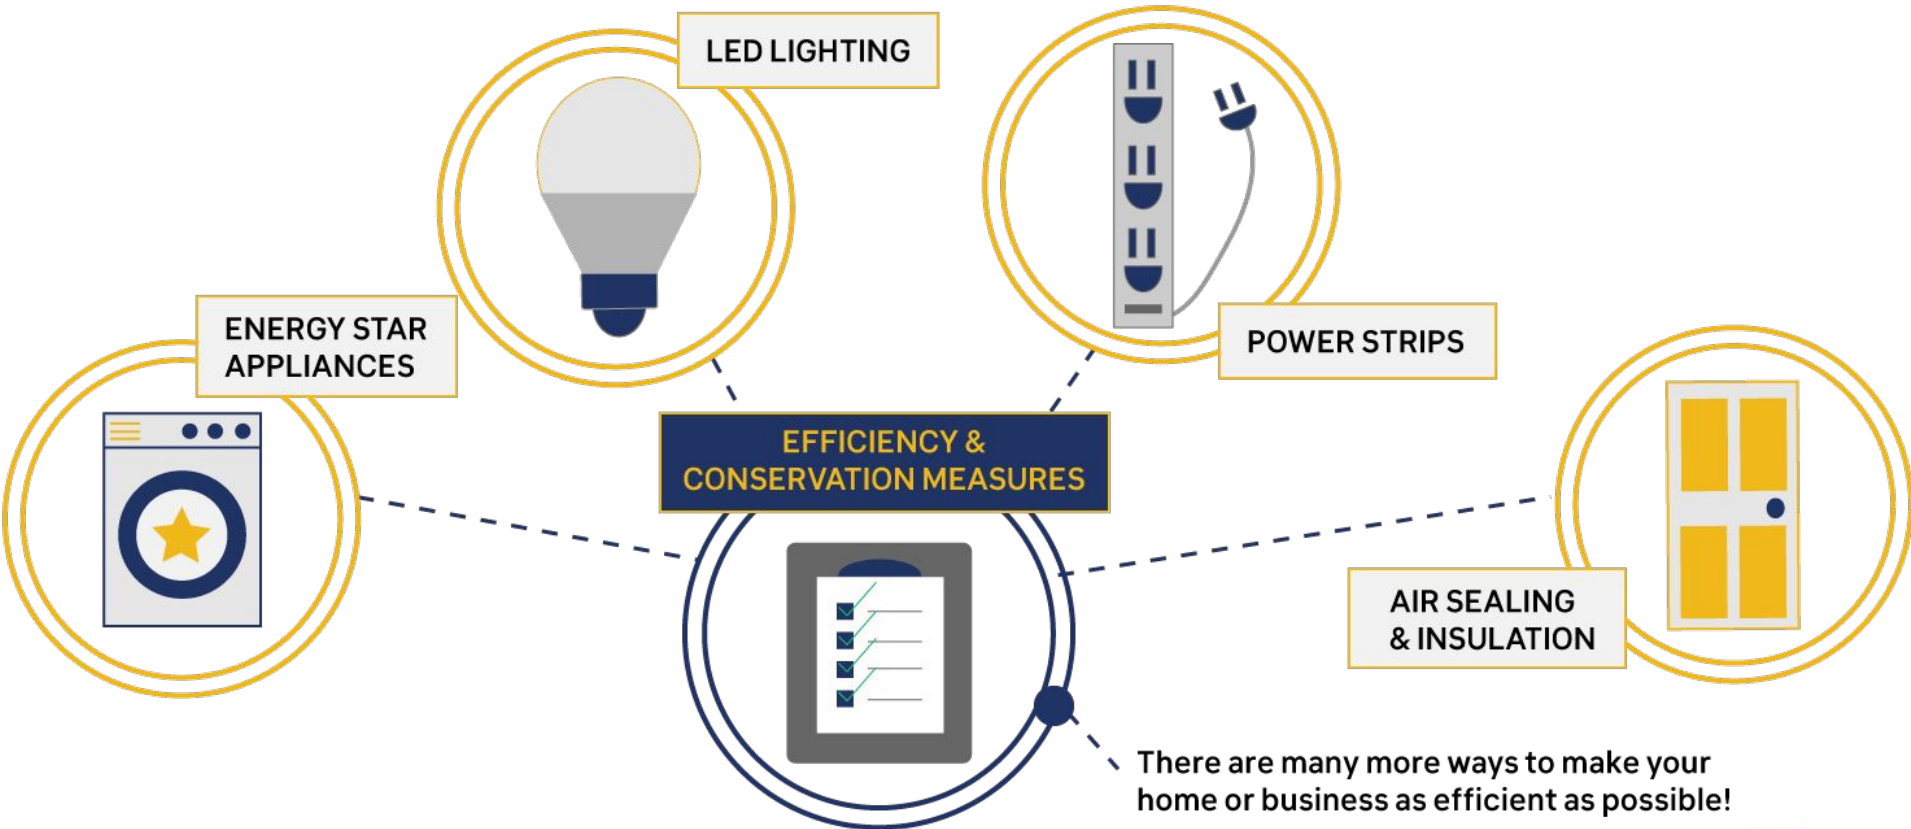 LED LIGHTING
ENERGY STAR
APPLIANCES
POWER STRIPS
EFFICIENCY &
CONSERVATION MEASURES
AIR SEALING
& INSULATION
There are many more ways to make your
home or business as efficient as possible!